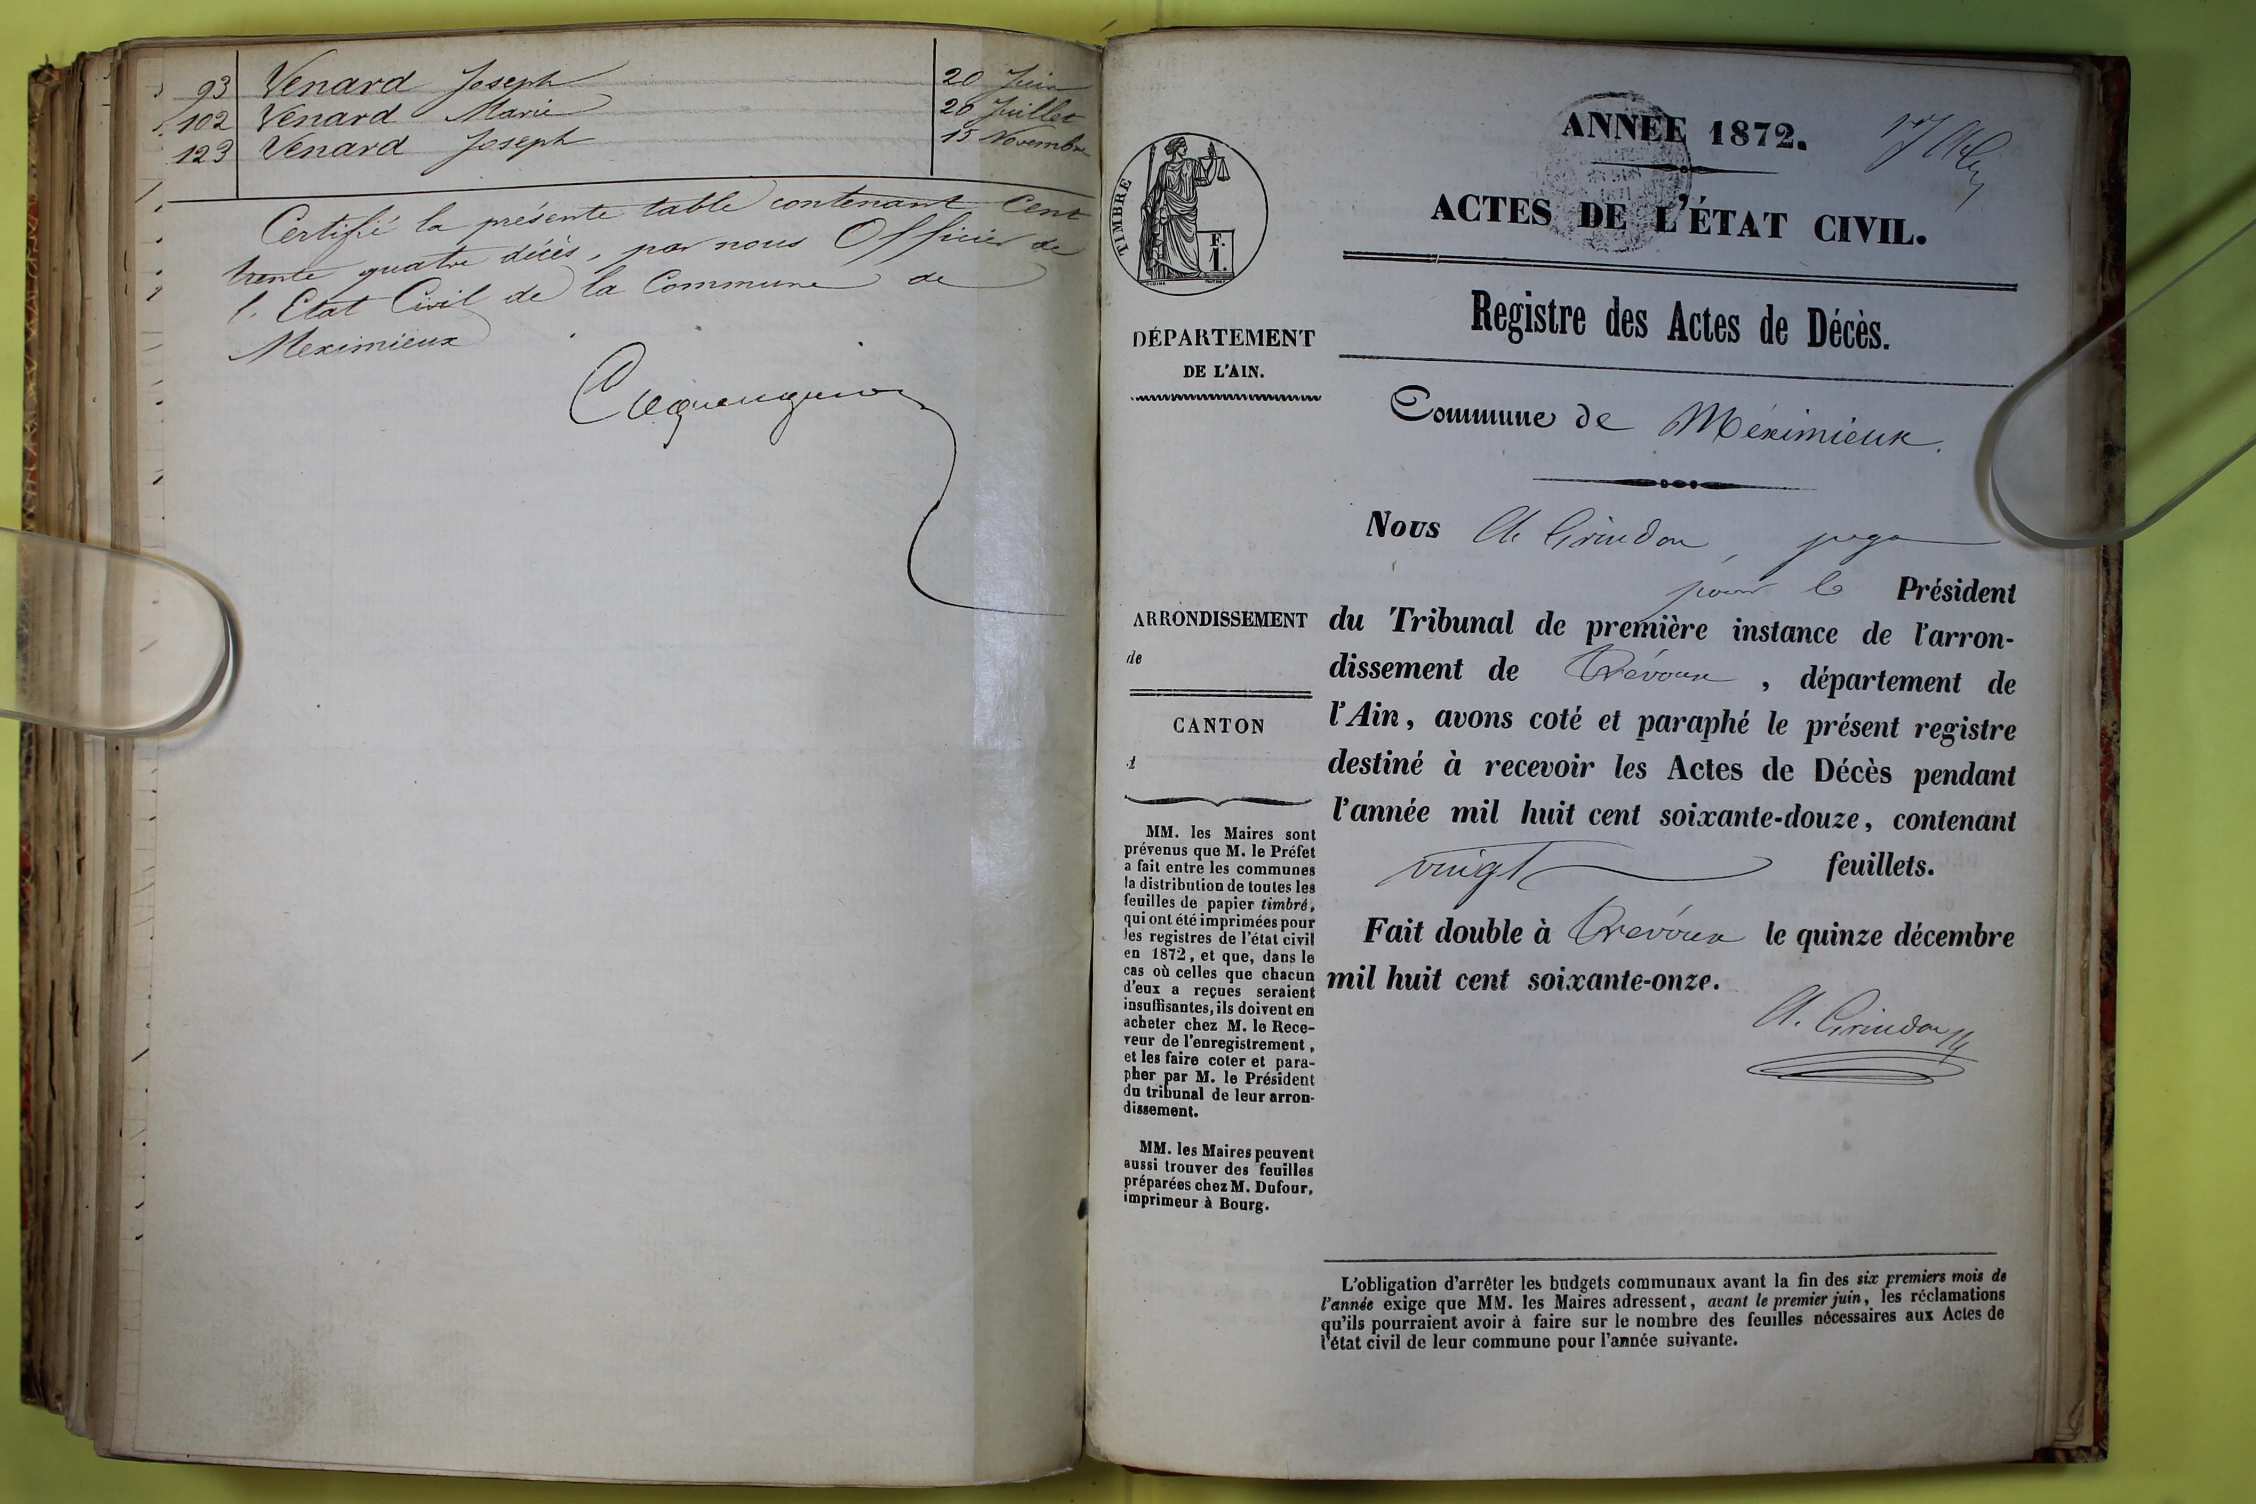 93 Venard Joseph 20 Juin
102 Venard Marie 20 Juillet
123 Venard Joseph 15 Novembre
Certifié la présente table contenant Cent
trente quatre décès, par nous Officier de
l'Etat Civil de la Commune de
Meximieux
TIMBRE
F.
1.
DÉPARTEMENT
DE L'AIN.
ARRONDISSEMENT
de
CANTON
d
MM. les Maires sont
prévenus que M. le Préfet
a fait entre les communes
la distribution de toutes les
feuilles de papier timbré,
qui ont été imprimées pour
les registres de l'état civil
en 1872, et que, dans le
cas où celles que chacun
d'eux a reçues seraient
insuffisantes, ils doivent en
acheter chez M. le Rece-
veur de l'enregistrement,
et les faire coter et para-
pher par M. le Président
du tribunal de leur arron-
dissement.
MM. les Maires peuvent
aussi trouver des feuilles
préparées chez M. Dufour,
imprimeur à Bourg.
ANNÉE 1872.
ACTES DE L'ÉTAT CIVIL.
Registre des Actes de Décès.
Commune de Méximieux.
Nous A. Grindon, juge
pour le Président
du Tribunal de première instance de l'arron-
dissement de Trévoux, département de
l'Ain, avons coté et paraphé le présent registre
destiné à recevoir les Actes de Décès pendant
l'année mil huit cent soixante-douze, contenant
vingt feuillets.
Fait double à Trévoux le quinze décembre
mil huit cent soixante-onze.
A. Grindon
L'obligation d'arrêter les budgets communaux avant la fin des six premiers mois de
l'année exige que MM. les Maires adressent, avant le premier juin, les réclamations
qu'ils pourraient avoir à faire sur le nombre des feuilles nécessaires aux Actes de
l'état civil de leur commune pour l'année suivante.